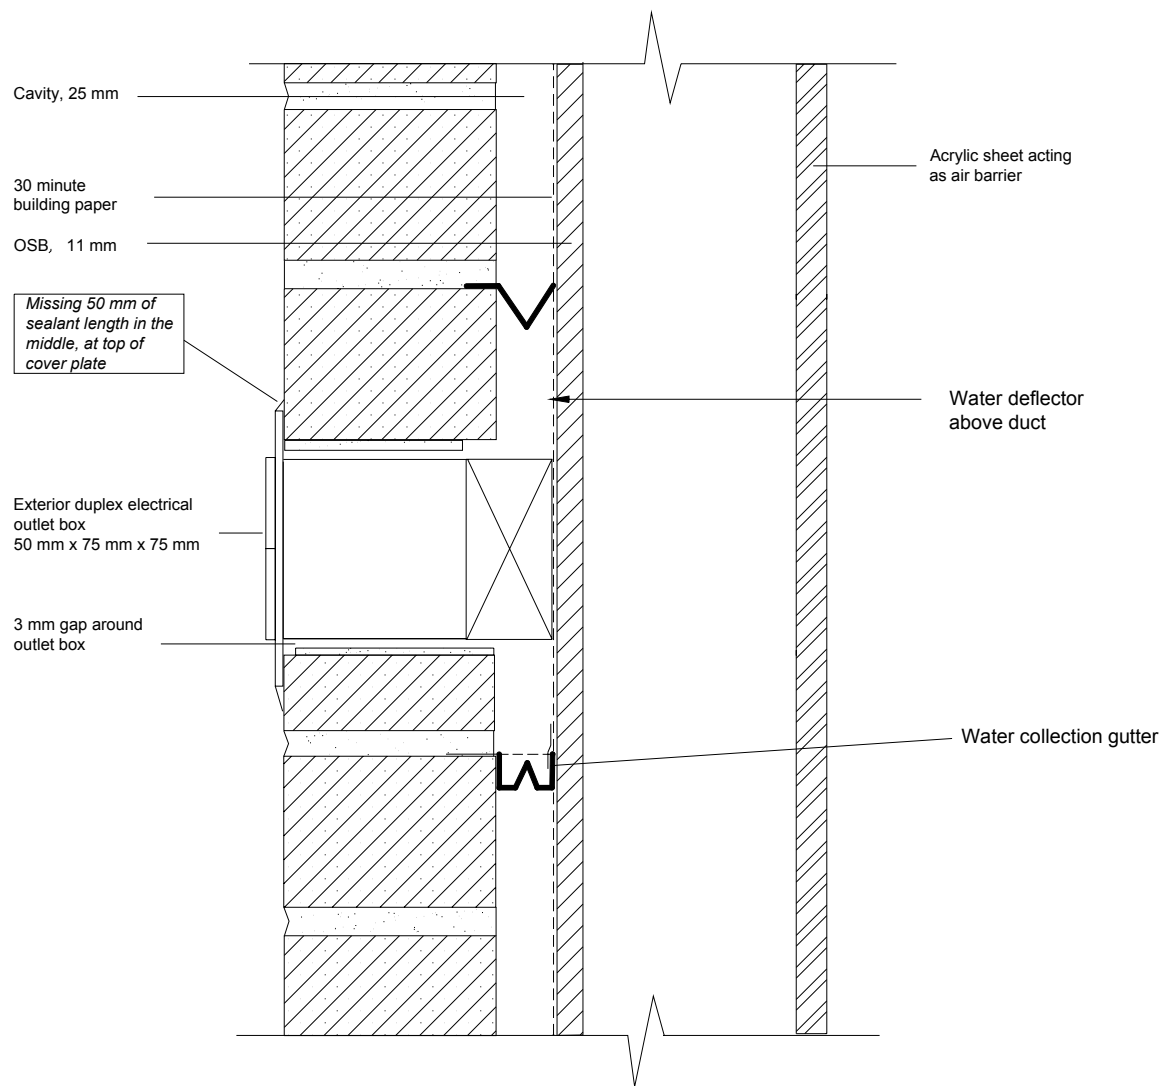 Cavity, 25 mm
30 minute
building paper
OSB, 11 mm
Missing 50 mm of
sealant length in the
middle, at top of
cover plate
Exterior duplex electrical
outlet box
50 mm x 75 mm x 75 mm
3 mm gap around
outlet box
Acrylic sheet acting
as air barrier
Water deflector
above duct
Water collection gutter